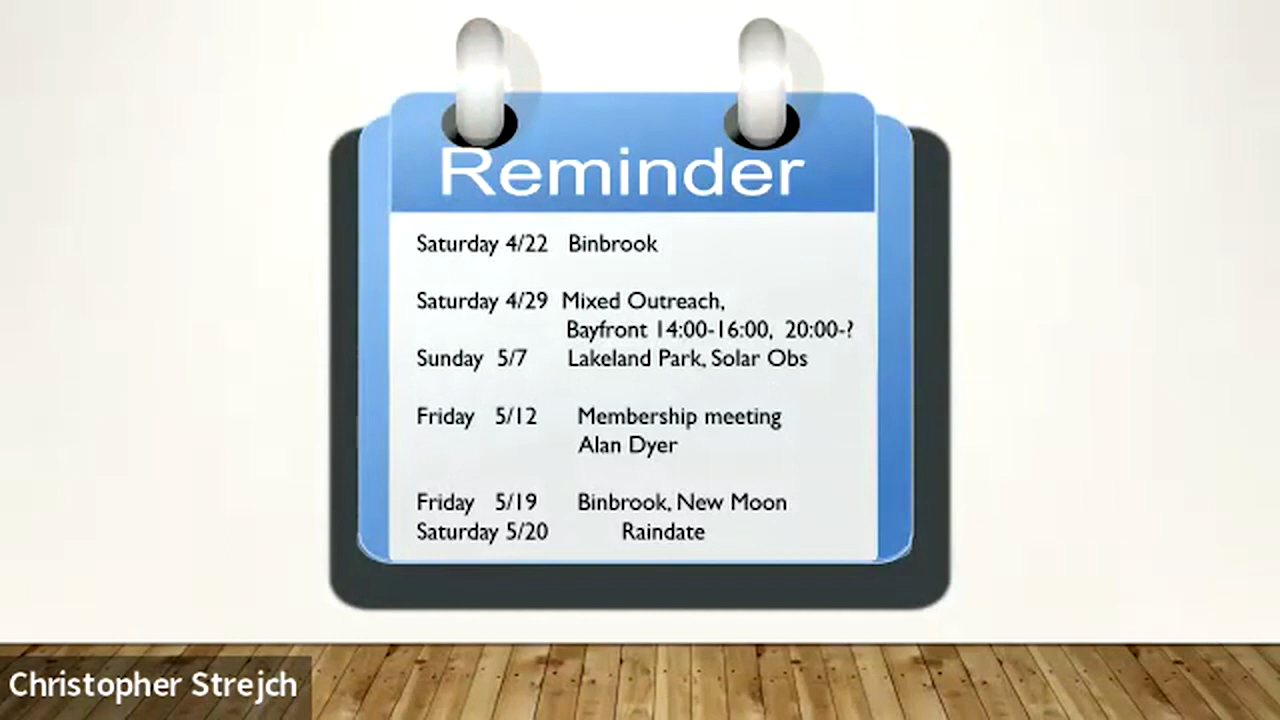 Reminder
Saturday 4/22 Binbrook
Saturday 4/29 Mixed Outreach,
Bayfront 14:00-16:00, 20:00-?
Sunday 5/7 Lakeland Park, Solar Obs
Friday 5/12 Membership meeting
Alan Dyer
Friday 5/19 Binbrook, New Moon
Saturday 5/20 Raindate
Christopher Strejch